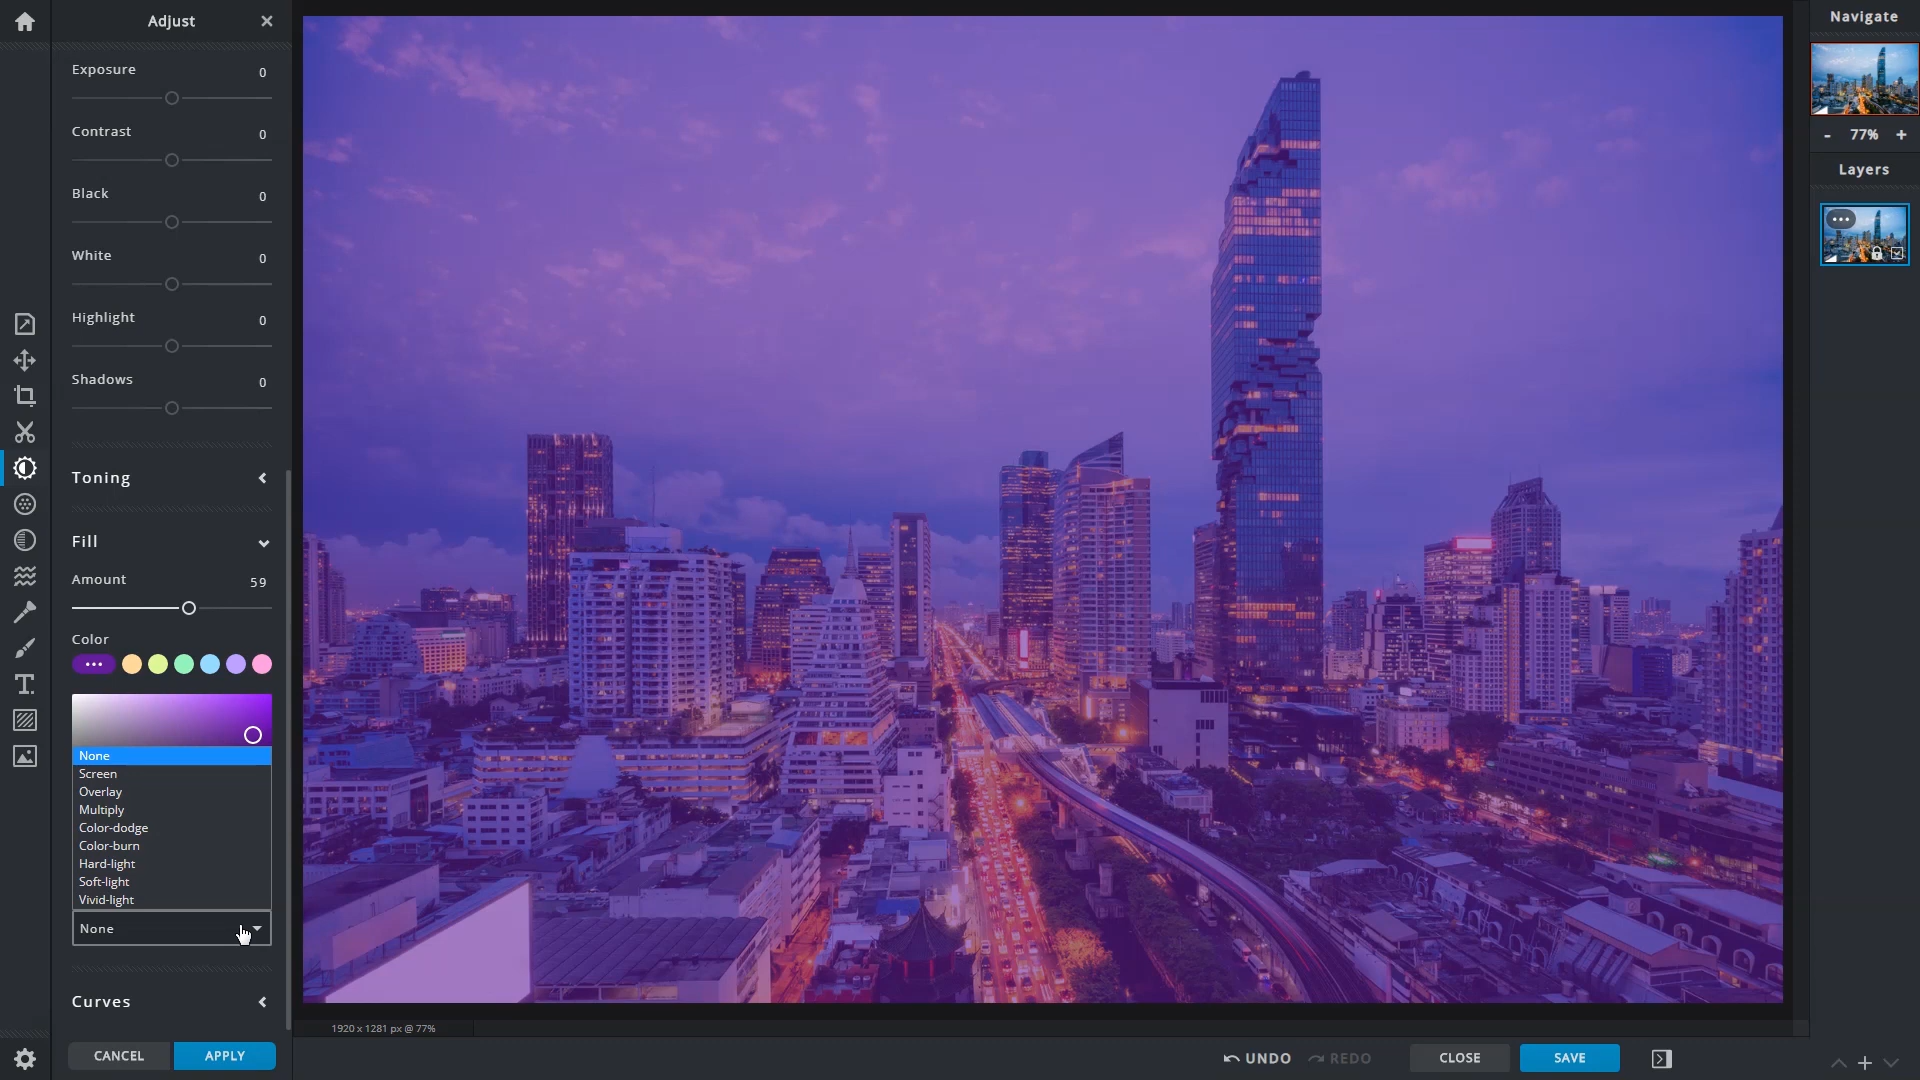 Adjust
Exposure 0
Contrast 0
Black 0
White 0
Highlight 0
Shadows 0
Toning
Fill
Amount 59
Color
None
Screen
Overlay
Multiply
Color-dodge
Color-burn
Hard-light
Soft-light
Vivid-light
None
Curves
CANCEL APPLY
1920 x 1281 px @ 77%
UNDO REDO CLOSE SAVE
Navigate
- 77% +
Layers